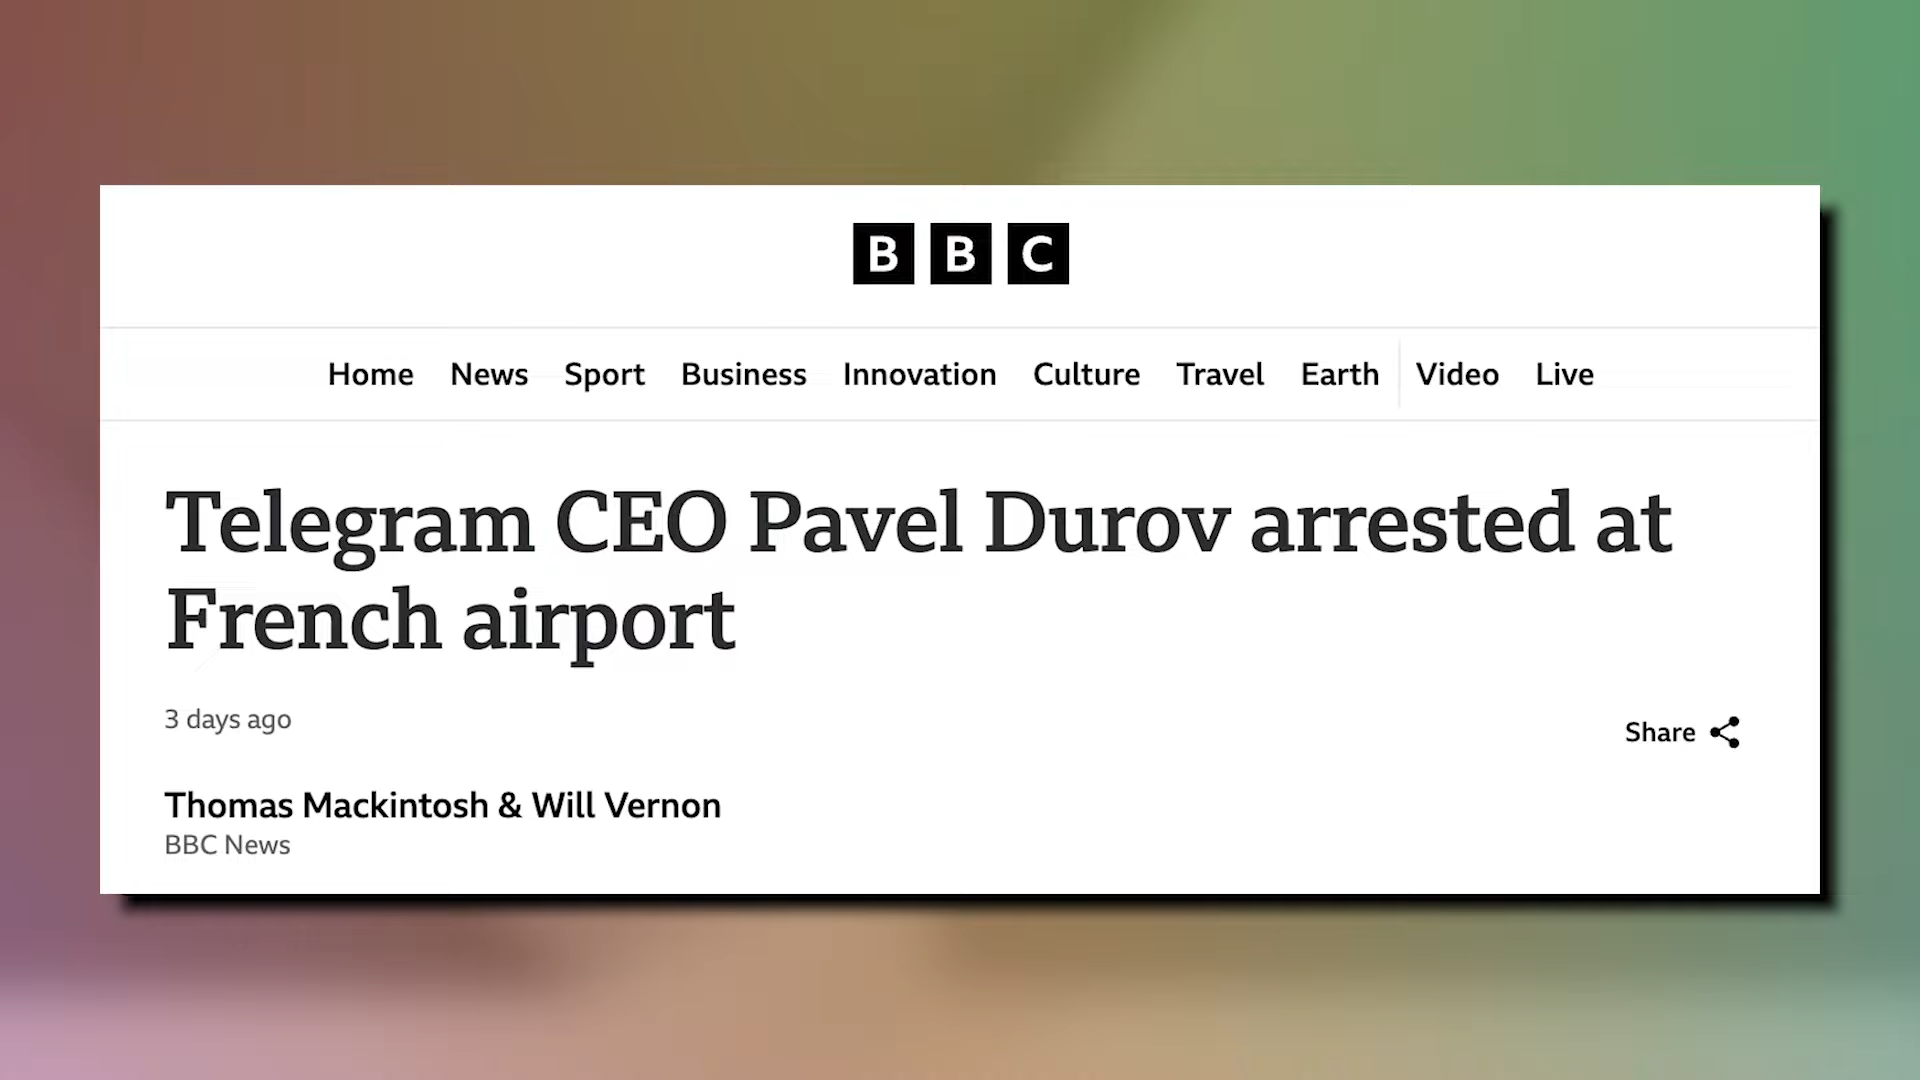 BBC
Home News Sport Business Innovation Culture Travel Earth Video Live
Telegram CEO Pavel Durov arrested at
French airport
3 days ago
Share
Thomas Mackintosh & Will Vernon
BBC News